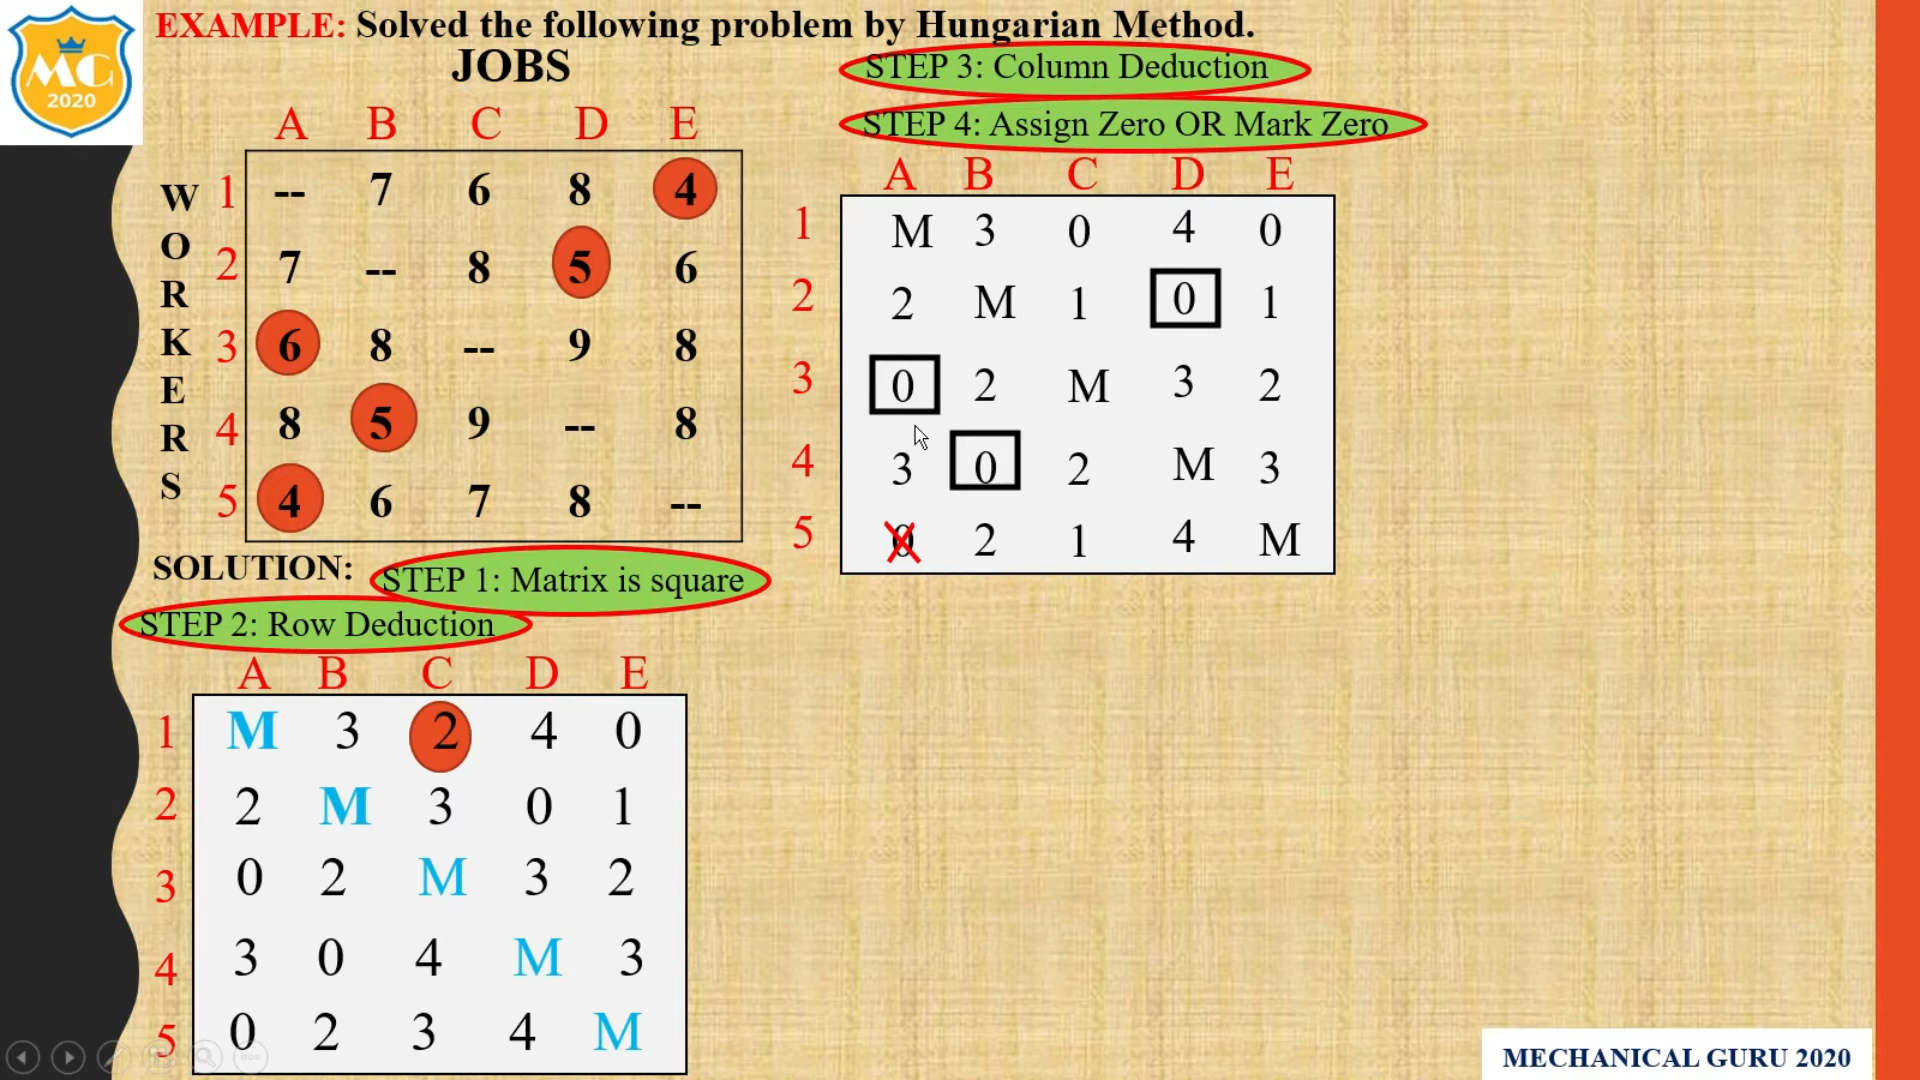 MG
2020
EXAMPLE: Solved the following problem by Hungarian Method.
JOBS
A B C D E
WORKERS
1 -- 7 6 8 4
2 7 -- 8 5 6
3 6 8 -- 9 8
4 8 5 9 -- 8
5 4 6 7 8 --
SOLUTION:
STEP 1: Matrix is square
STEP 2: Row Deduction
A B C D E
1 M 3 2 4 0
2 2 M 3 0 1
3 0 2 M 3 2
4 3 0 4 M 3
5 0 2 3 4 M
STEP 3: Column Deduction
STEP 4: Assign Zero OR Mark Zero
A B C D E
1 M 3 0 4 0
2 2 M 1 0 1
3 0 2 M 3 2
4 3 0 2 M 3
5 0 2 1 4 M
MECHANICAL GURU 2020